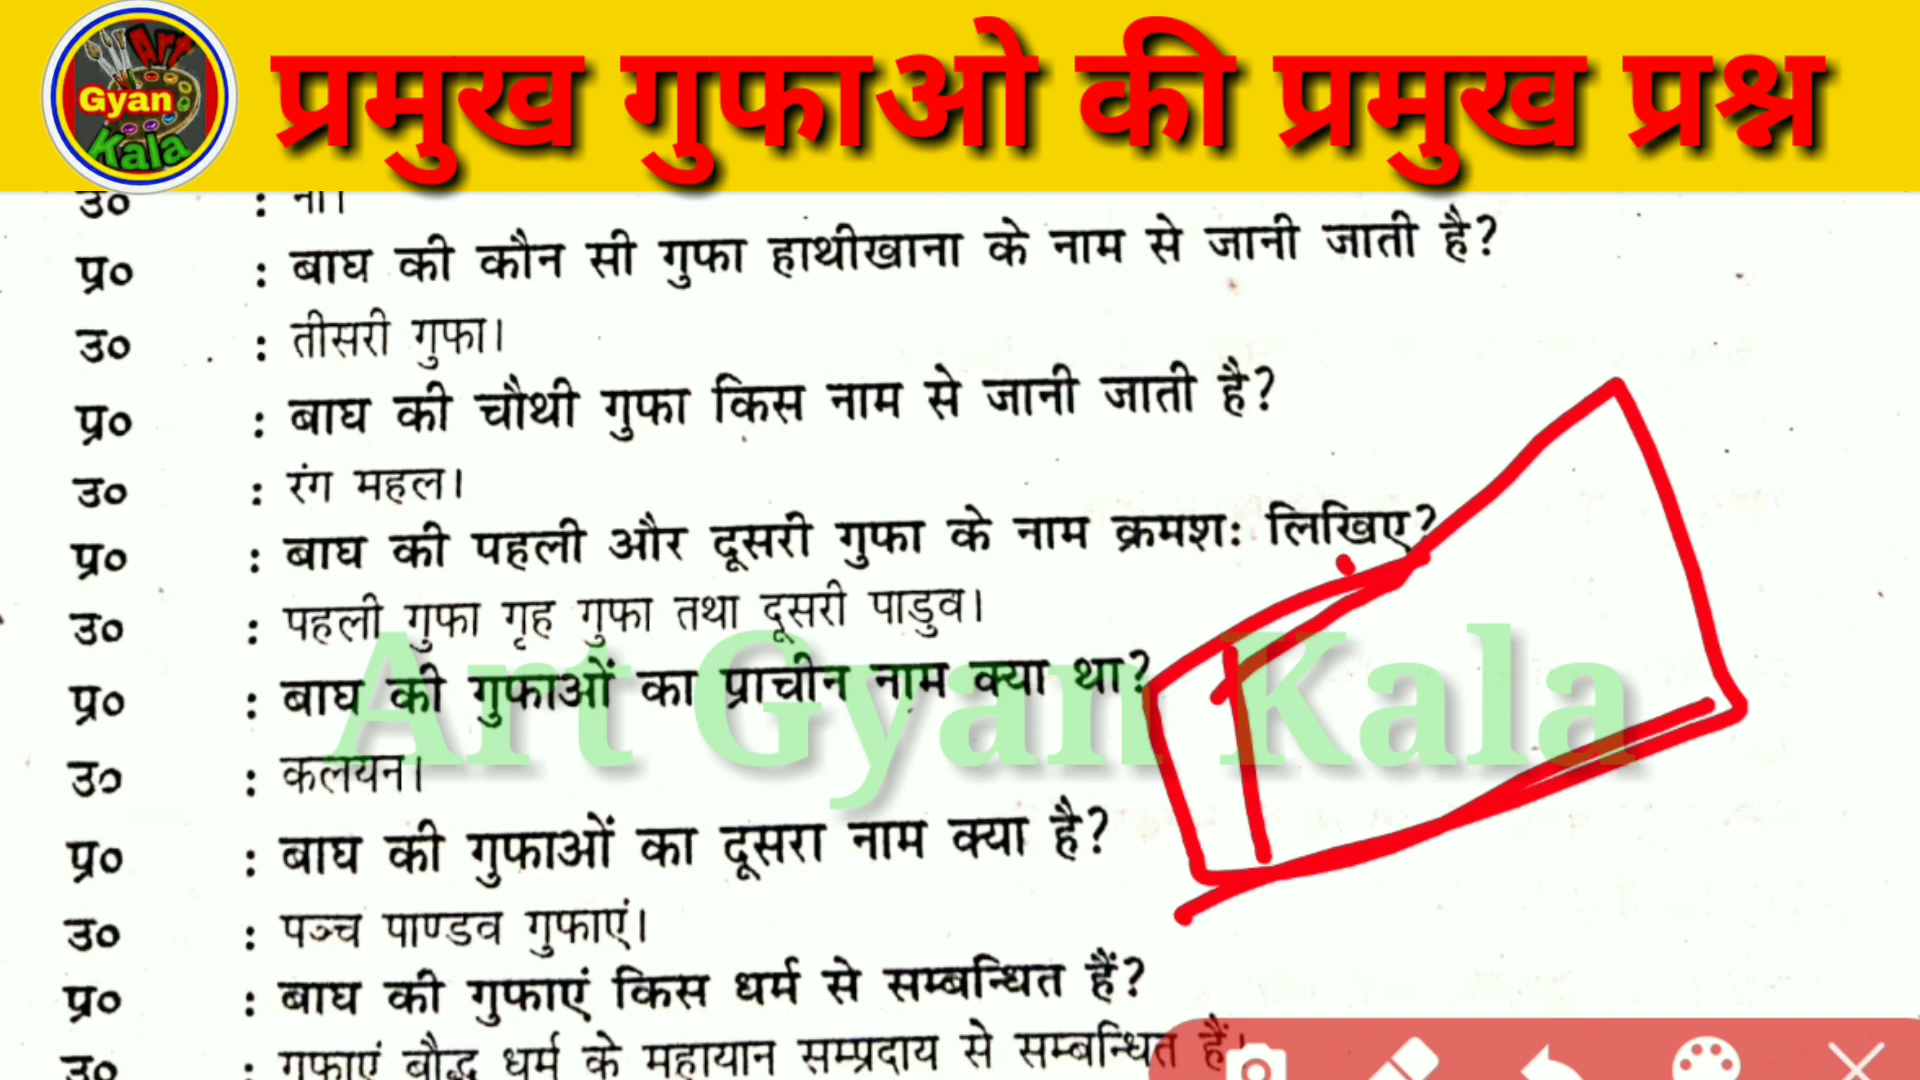 Art
Gyan
Kala
प्रमुख गुफाओ की प्रमुख प्रश्न
उ० : नौ।
प्र० : बाघ की कौन सी गुफा हाथीखाना के नाम से जानी जाती है?
उ० : तीसरी गुफा।
प्र० : बाघ की चौथी गुफा किस नाम से जानी जाती है?
उ० : रंग महल।
प्र० : बाघ की पहली और दूसरी गुफा के नाम क्रमशः लिखिए?
उ० : पहली गुफा गृह गुफा तथा दूसरी पाडुव।
Art Gyan Kala
प्र० : बाघ की गुफाओं का प्राचीन नाम क्या था?
उ० : कलयन।
प्र० : बाघ की गुफाओं का दूसरा नाम क्या है?
उ० : पञ्च पाण्डव गुफाएं।
प्र० : बाघ की गुफाएं किस धर्म से सम्बन्धित हैं?
उ० : गुफाएं बौद्ध धर्म के महायान सम्प्रदाय से सम्बन्धित हैं।